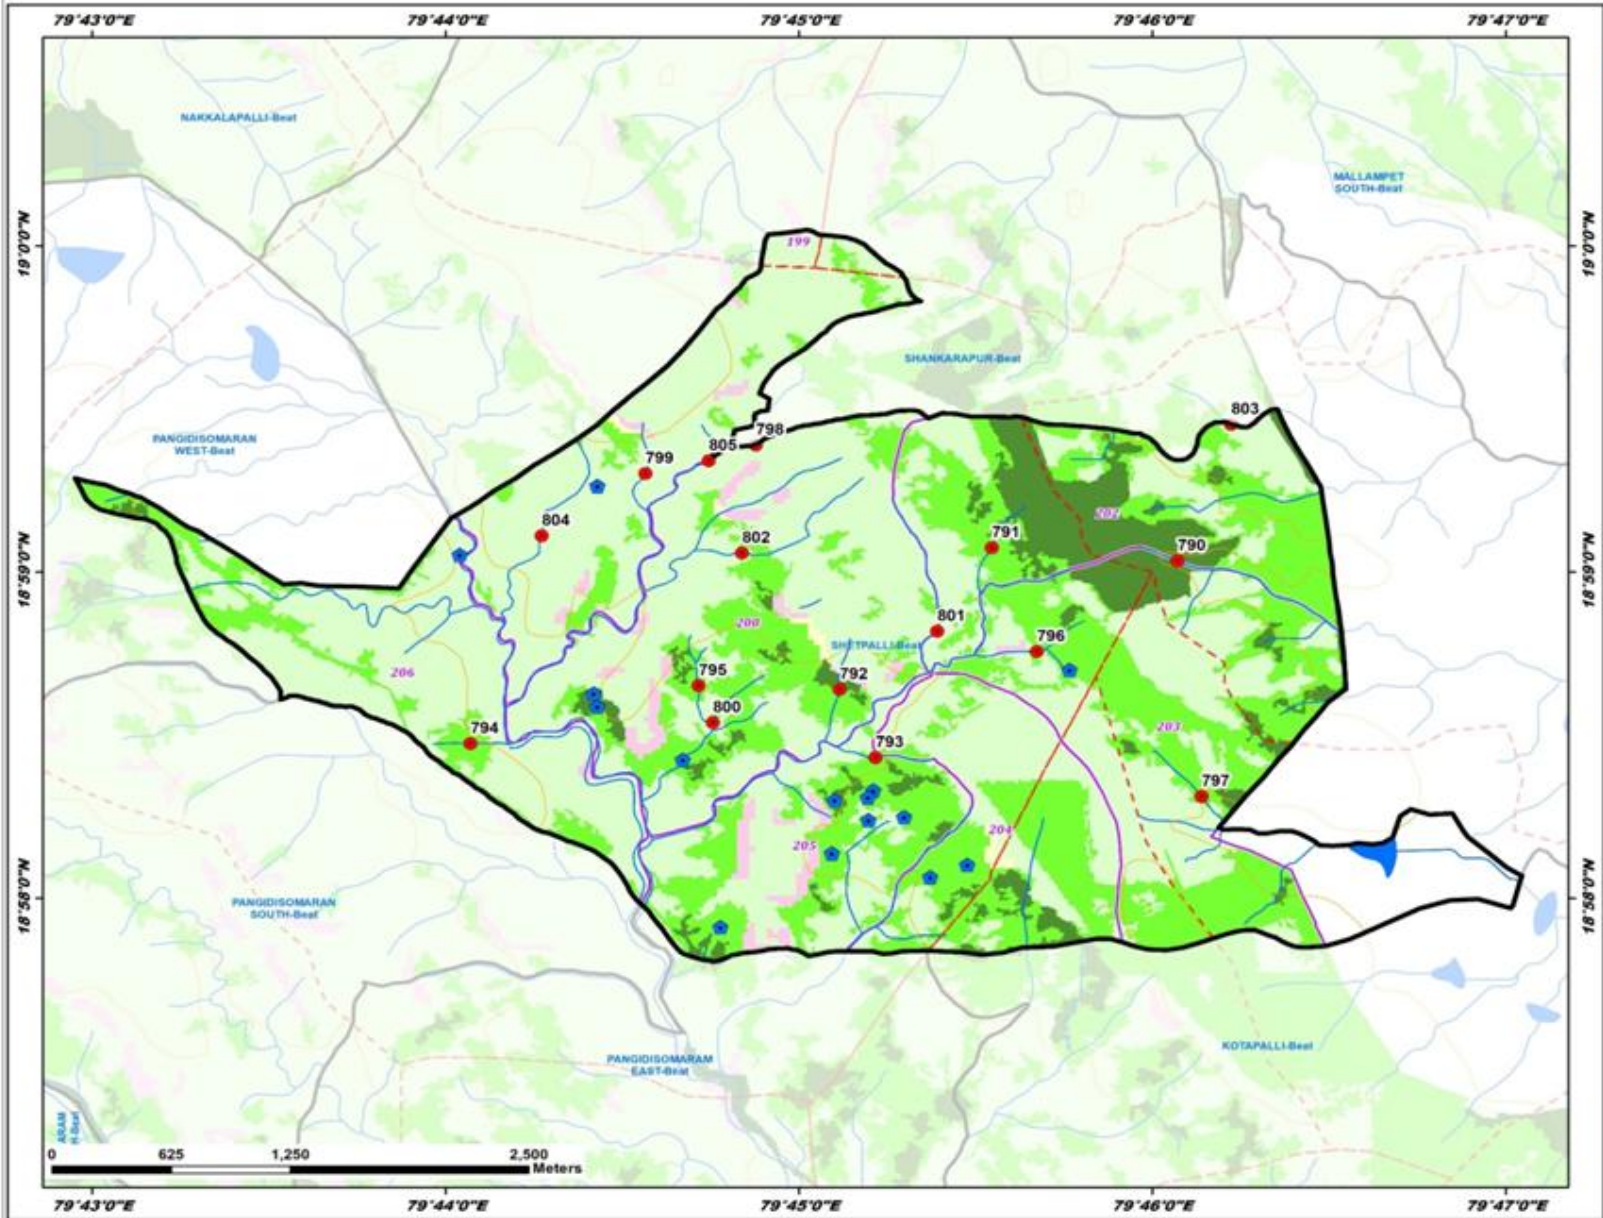 79°43'0"E 79°44'0"E 79°45'0"E 79°46'0"E 79°47'0"E
NAKKALAPALLI-Beat
MALLAMPET
SOUTH-Beat
19°0'0"N
199
19°0'0"N
SHANKARAPUR-Beat
803
798
PANGIDISOMARAN
WEST-Beat
805
799
202
804
802
791
790
18°59'0"N
18°59'0"N
801
200
796
SHETPALLI-Beat
206
795
792
800
203
794
793
797
204
205
18°58'0"N
18°58'0"N
PANGIDISOMARAN
SOUTH-Beat
KOTAPALLI-Beat
PANGIDISOMARAM
EAST-Beat
ARAM
H-Beat
0 625 1,250 2,500
Meters
79°43'0"E 79°44'0"E 79°45'0"E 79°46'0"E 79°47'0"E